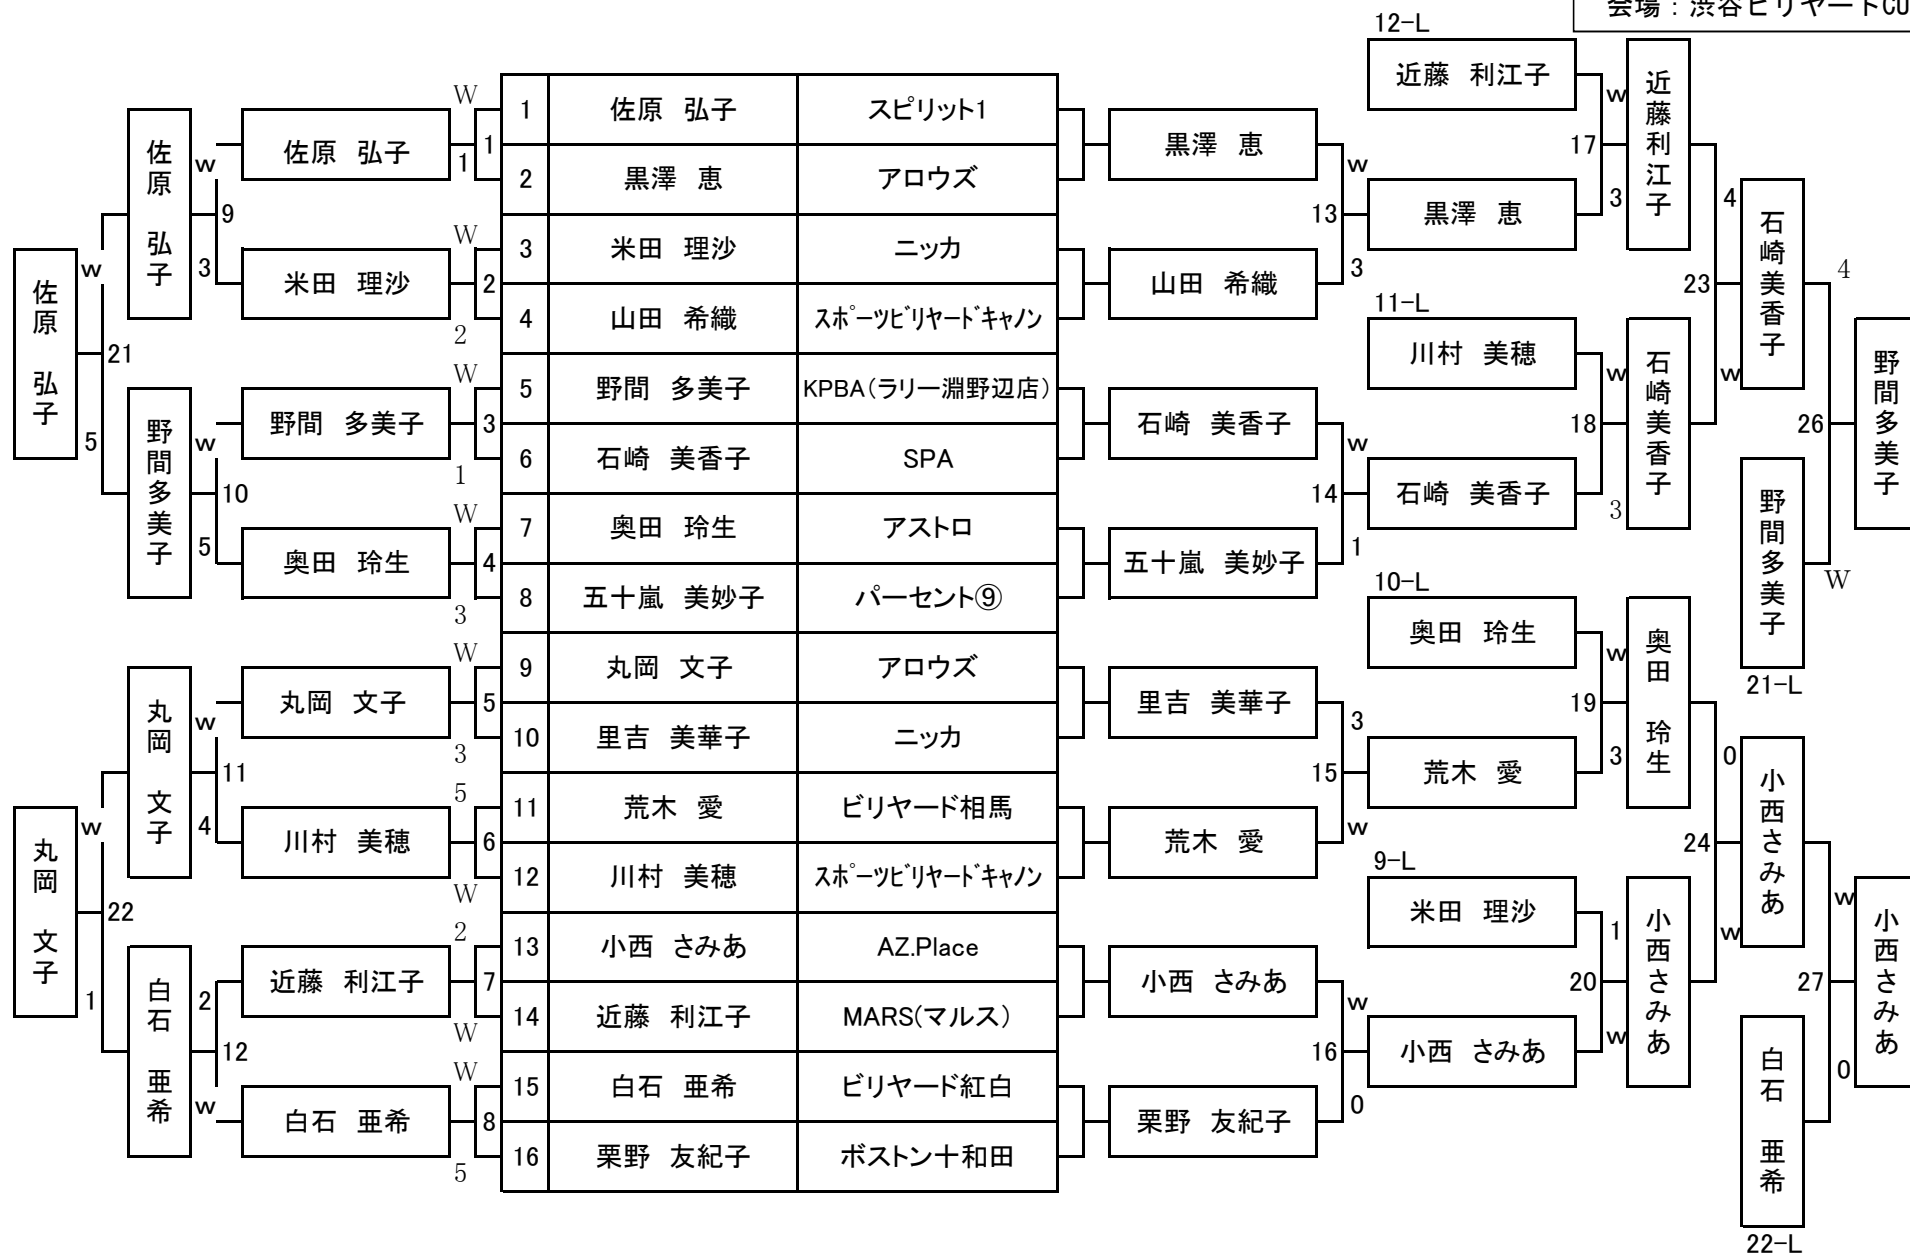 会場：渋谷ビリヤードCU
12-L
近藤 利江子
w
17
3
近藤利江子
黒澤 恵
11-L
川村 美穂
w
18
3
石崎美香子
石崎 美香子
10-L
奥田 玲生
w
19
3
奥田 玲生
荒木 愛
9-L
米田 理沙
1
20
w
小西さみあ
小西 さみあ
4
23
w
石崎美香子
0
24
w
小西さみあ
4
26
W
野間多美子
21-L
野間多美子
w
27
0
白石 亜希
22-L
小西さみあ
1 佐原 弘子 スピリット1
2 黒澤 恵 アロウズ
3 米田 理沙 ニッカ
4 山田 希織 スポーツビリヤードキャノン
5 野間 多美子 KPBA(ラリー淵野辺店)
6 石崎 美香子 SPA
7 奥田 玲生 アストロ
8 五十嵐 美妙子 パーセント⑨
9 丸岡 文子 アロウズ
10 里吉 美華子 ニッカ
11 荒木 愛 ビリヤード相馬
12 川村 美穂 スポーツビリヤードキャノン
13 小西 さみあ AZ.Place
14 近藤 利江子 MARS(マルス)
15 白石 亜希 ビリヤード紅白
16 栗野 友紀子 ボストン十和田
W
1
1
佐原 弘子
W
2
2
米田 理沙
W
3
1
野間 多美子
W
4
3
奥田 玲生
W
5
3
丸岡 文子
5
6
W
川村 美穂
2
7
W
近藤 利江子
W
8
5
白石 亜希
w
9
3
佐原 弘子
w
10
5
野間多美子
w
11
4
丸岡 文子
2
12
w
白石 亜希
w
21
5
佐原 弘子
w
22
1
丸岡 文子
黒澤 恵
w
13
3
山田 希織
石崎 美香子
w
14
1
五十嵐 美妙子
里吉 美華子
3
15
w
荒木 愛
小西 さみあ
w
16
0
栗野 友紀子